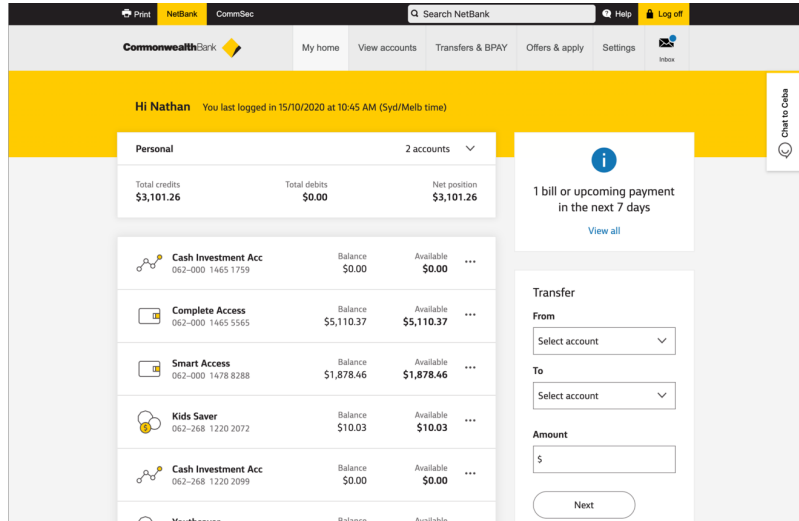 Print NetBank CommSec Search NetBank Help Log off
CommonwealthBank My home View accounts Transfers & BPAY Offers & apply Settings Inbox
Chat to Ceba
Hi Nathan You last logged in 15/10/2020 at 10:45 AM (Syd/Melb time)
Personal 2 accounts
Total credits Total debits Net position
$3,101.26 $0.00 $3,101.26
Cash Investment Acc Balance Available
062-000 1465 1759 $0.00 $0.00
Complete Access Balance Available
062-000 1465 5565 $5,110.37 $5,110.37
Smart Access Balance Available
062-000 1478 8288 $1,878.46 $1,878.46
Kids Saver Balance Available
062-268 1220 2072 $10.03 $10.03
Cash Investment Acc Balance Available
062-268 1220 2099 $0.00 $0.00
Balance Available
1 bill or upcoming payment
in the next 7 days
View all
Transfer
From
Select account
To
Select account
Amount
$
Next